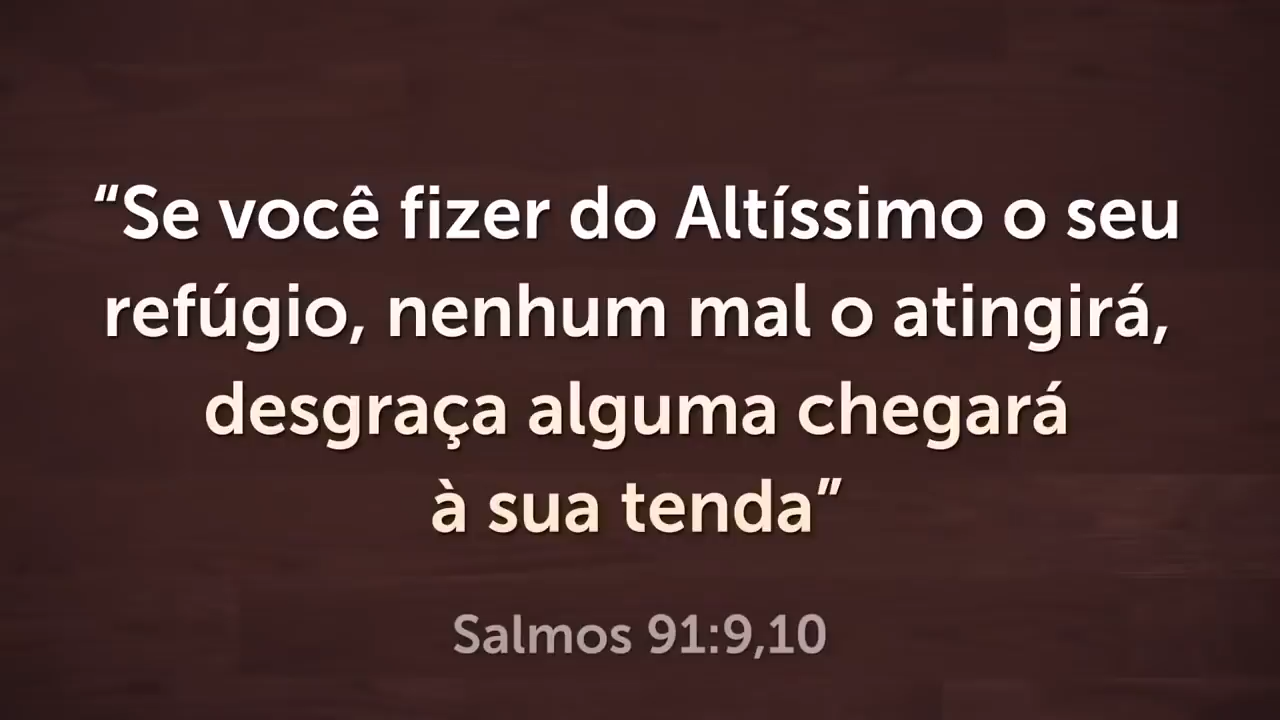 “Se você fizer do Altíssimo o seu
refúgio, nenhum mal o atingirá,
desgraça alguma chegará
à sua tenda”
Salmos 91:9,10